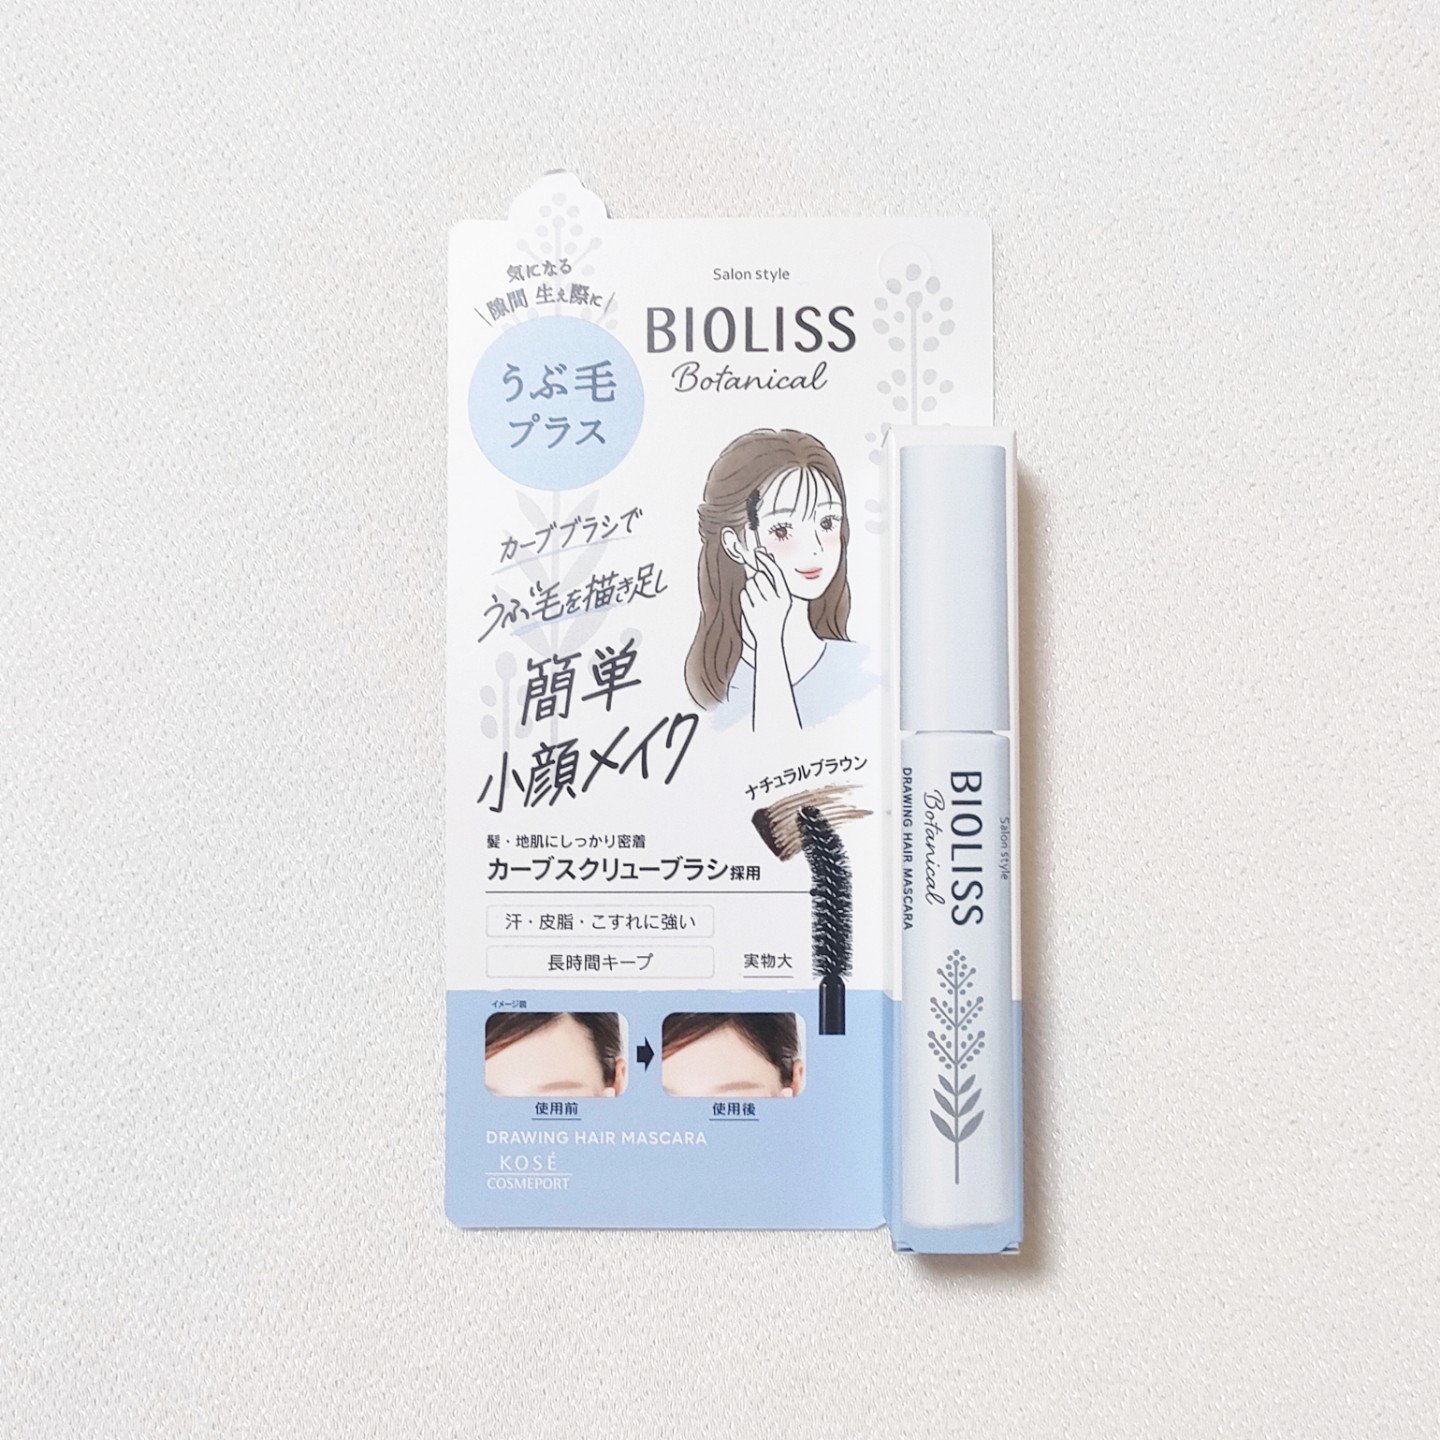 気になる
隙間 生え際に
うぶ毛
プラス
Salon style
BIOLISS
Botanical
カーブブラシで
うぶ毛を描き足し
簡単
小顔メイク
ナチュラルブラウン
髪・地肌にしっかり密着
カーブスクリューブラシ採用
汗・皮脂・こすれに強い
長時間キープ
実物大
イメージ図
使用前
使用後
DRAWING HAIR MASCARA
KOSÉ
COSMEPORT
Salon style
BIOLISS
Botanical
DRAWING HAIR MASCARA